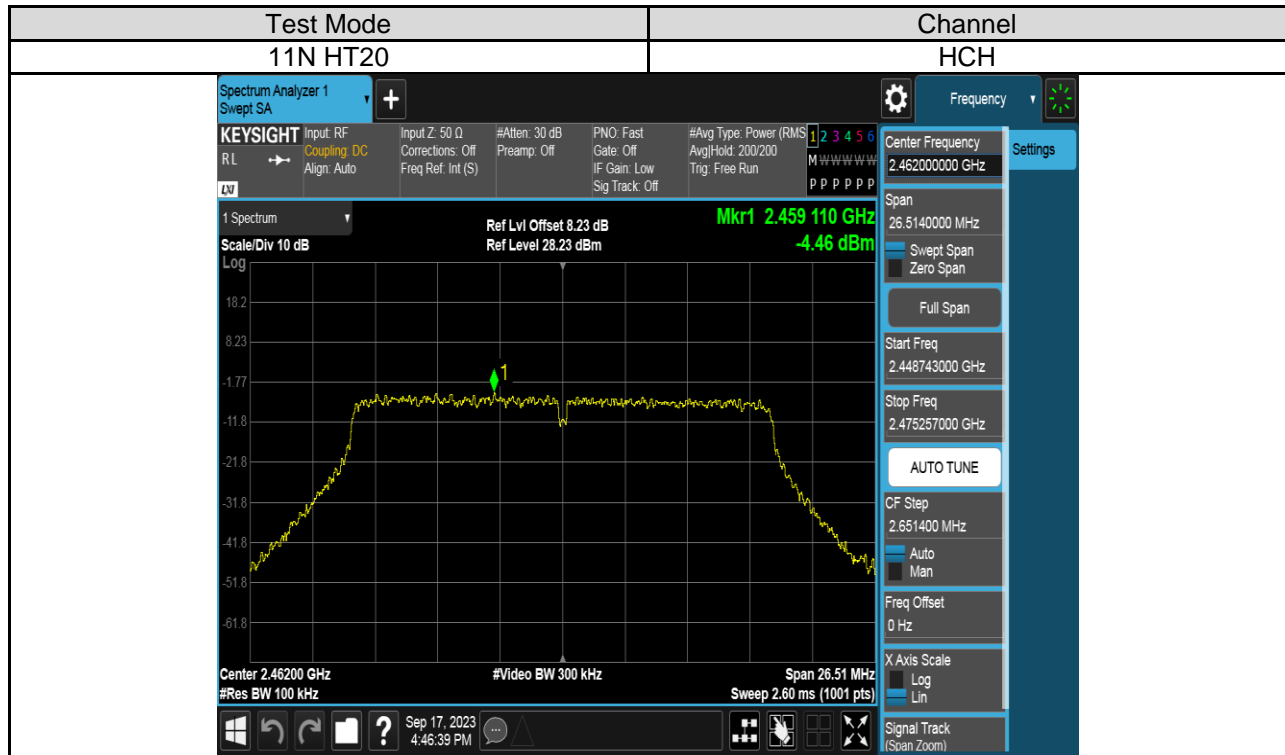 Test Mode Channel
11N HT20 HCH
Spectrum Analyzer 1
Swept SA
+
Frequency
KEYSIGHT
RL
LXI
Input: RF
Coupling: DC
Align: Auto
Input Z: 50 Ω
Corrections: Off
Freq Ref: Int (S)
#Atten: 30 dB
Preamp: Off
PNO: Fast
Gate: Off
IF Gain: Low
Sig Track: Off
#Avg Type: Power (RMS
Avg|Hold: 200/200
Trig: Free Run
1 2 3 4 5 6
M W W W W W
P P P P P P
1 Spectrum
Scale/Div 10 dB
Ref Lvl Offset 8.23 dB
Ref Level 28.23 dBm
Mkr1 2.459 110 GHz
-4.46 dBm
Log
18.2
8.23
-1.77
-11.8
-21.8
-31.8
-41.8
-51.8
-61.8
1
Center 2.46200 GHz
#Res BW 100 kHz
#Video BW 300 kHz
Span 26.51 MHz
Sweep 2.60 ms (1001 pts)
Center Frequency
2.462000000 GHz
Settings
Span
26.5140000 MHz
Swept Span
Zero Span
Full Span
Start Freq
2.448743000 GHz
Stop Freq
2.475257000 GHz
AUTO TUNE
CF Step
2.651400 MHz
Auto
Man
Freq Offset
0 Hz
X Axis Scale
Log
Lin
Signal Track
(Span Zoom)
?
Sep 17, 2023
4:46:39 PM